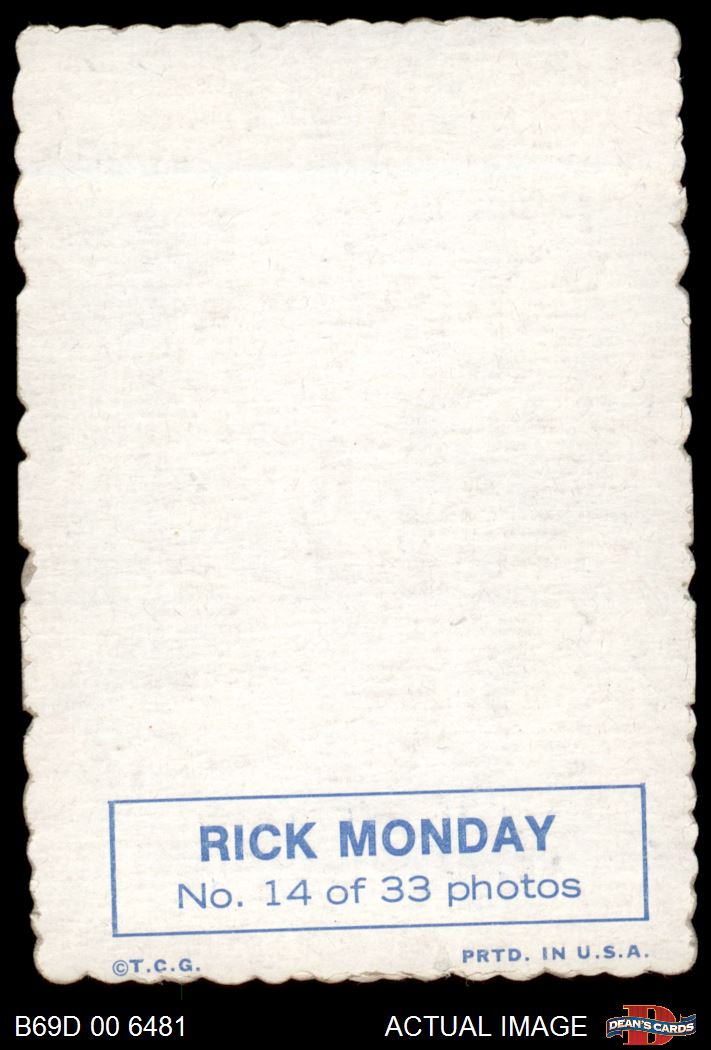 RICK MONDAY
No. 14 of 33 photos
©T.C.G.
PRTD. IN U.S.A.
B69D 00 6481
ACTUAL IMAGE
DEAN'S CARDS